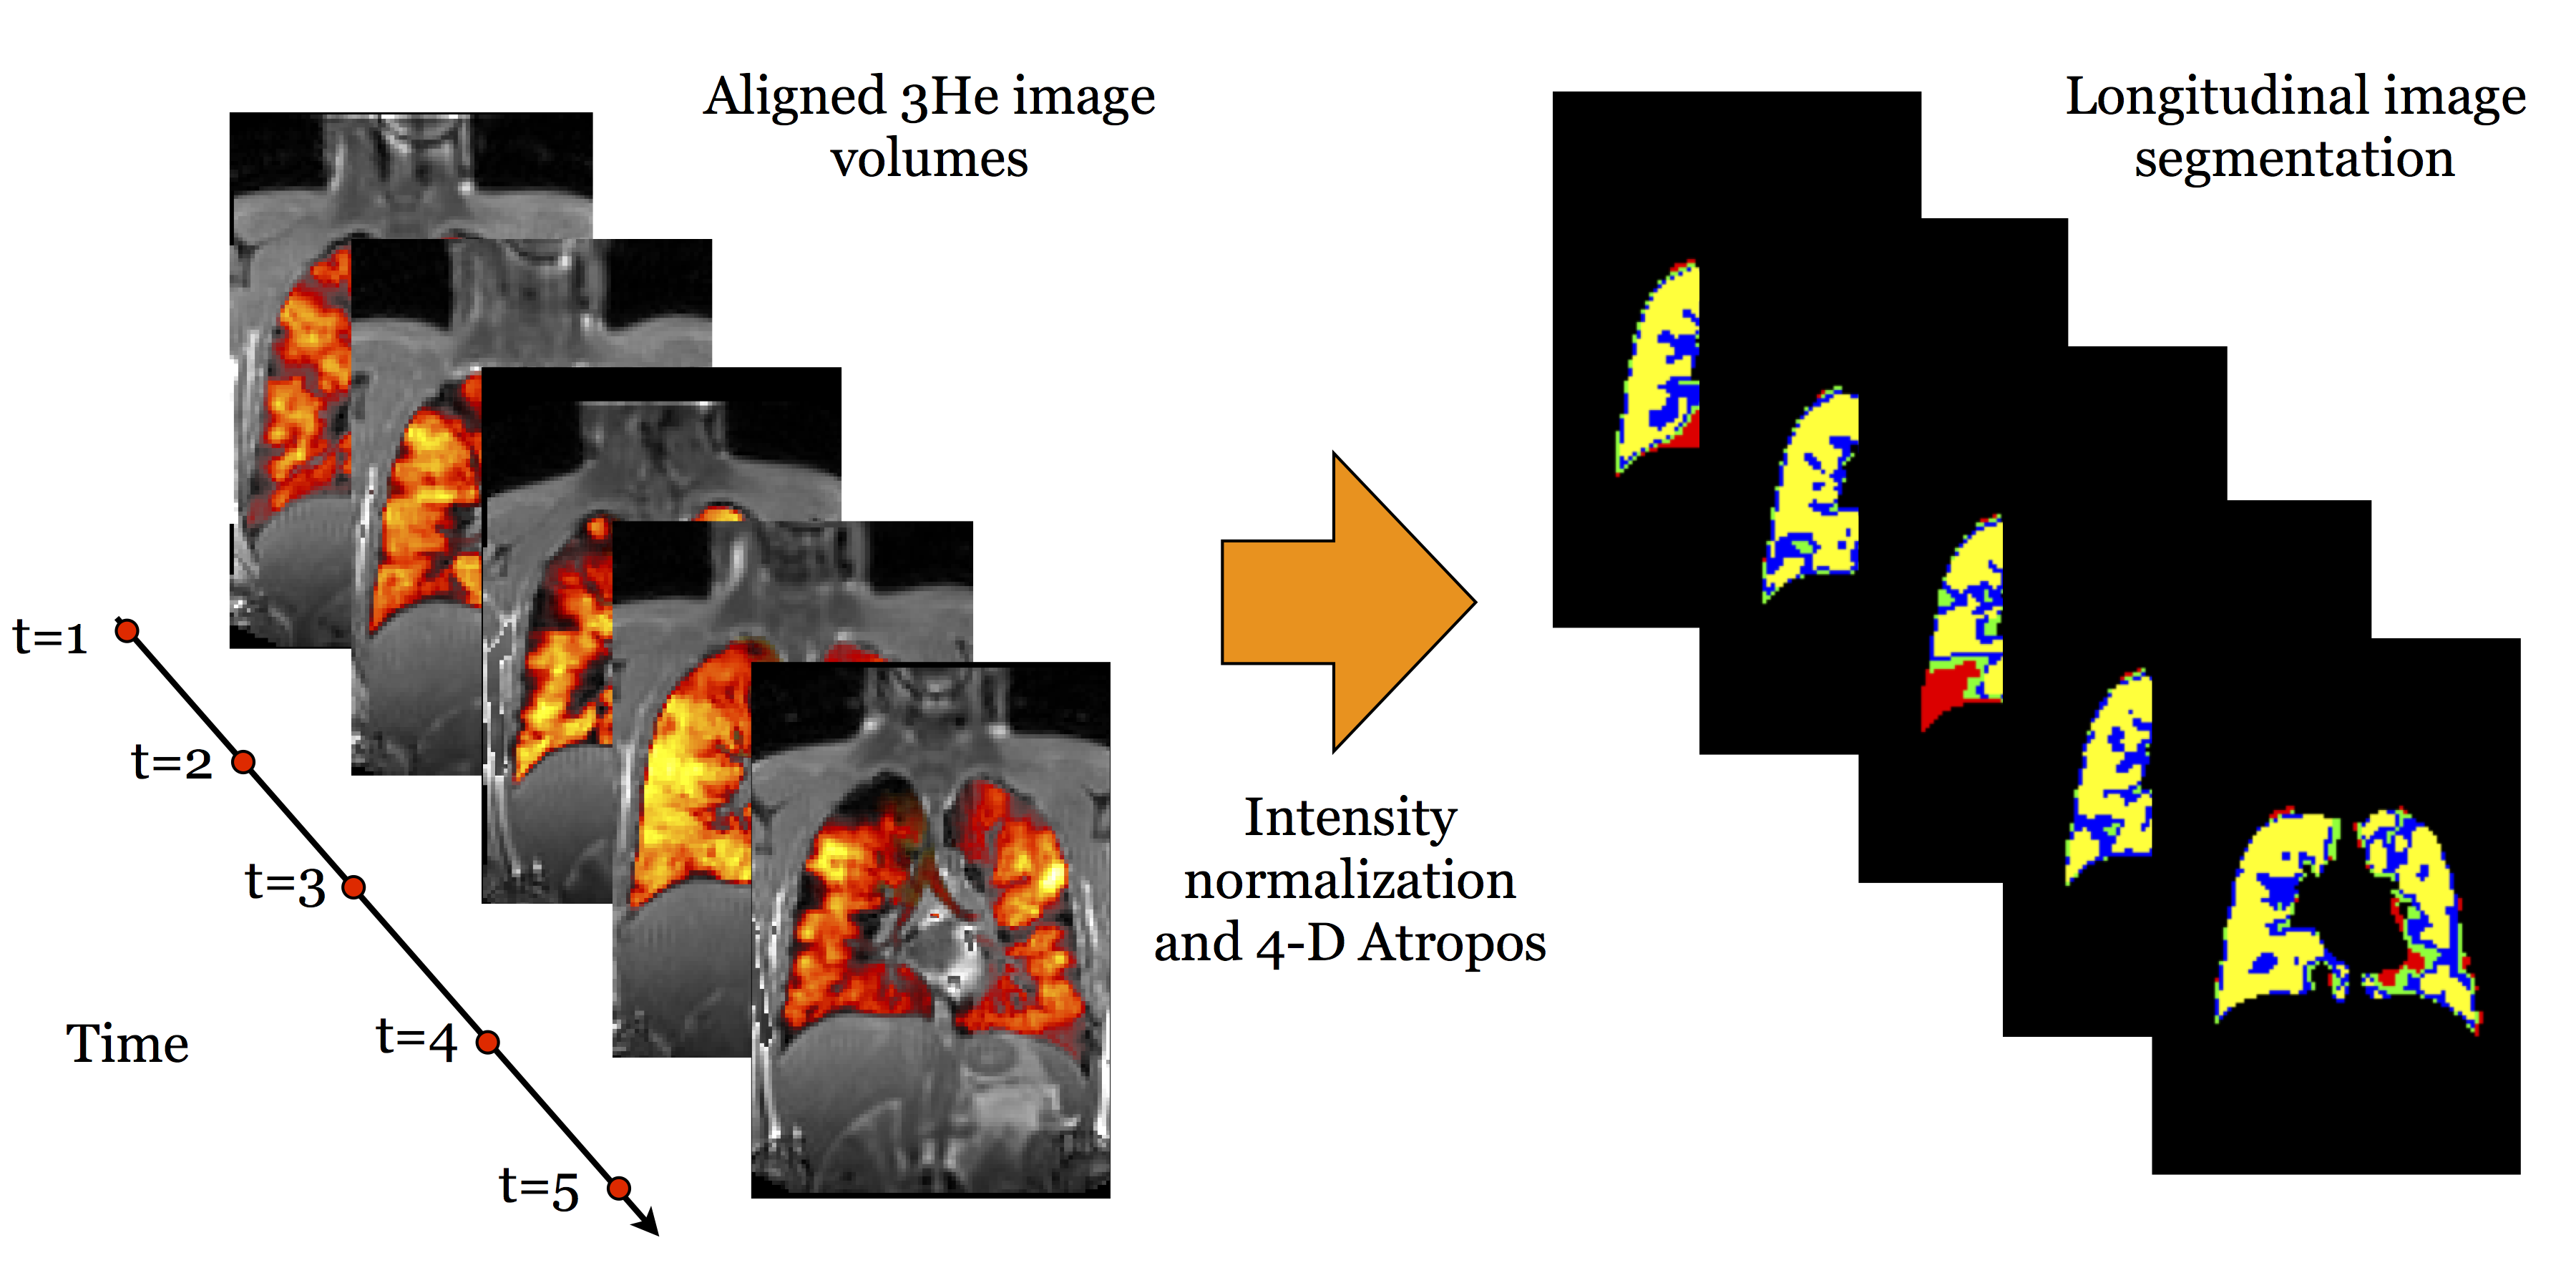 Aligned 3He image
volumes
Longitudinal image
segmentation
t=1
t=2
t=3
t=4
t=5
Time
Intensity
normalization
and 4-D Atropos